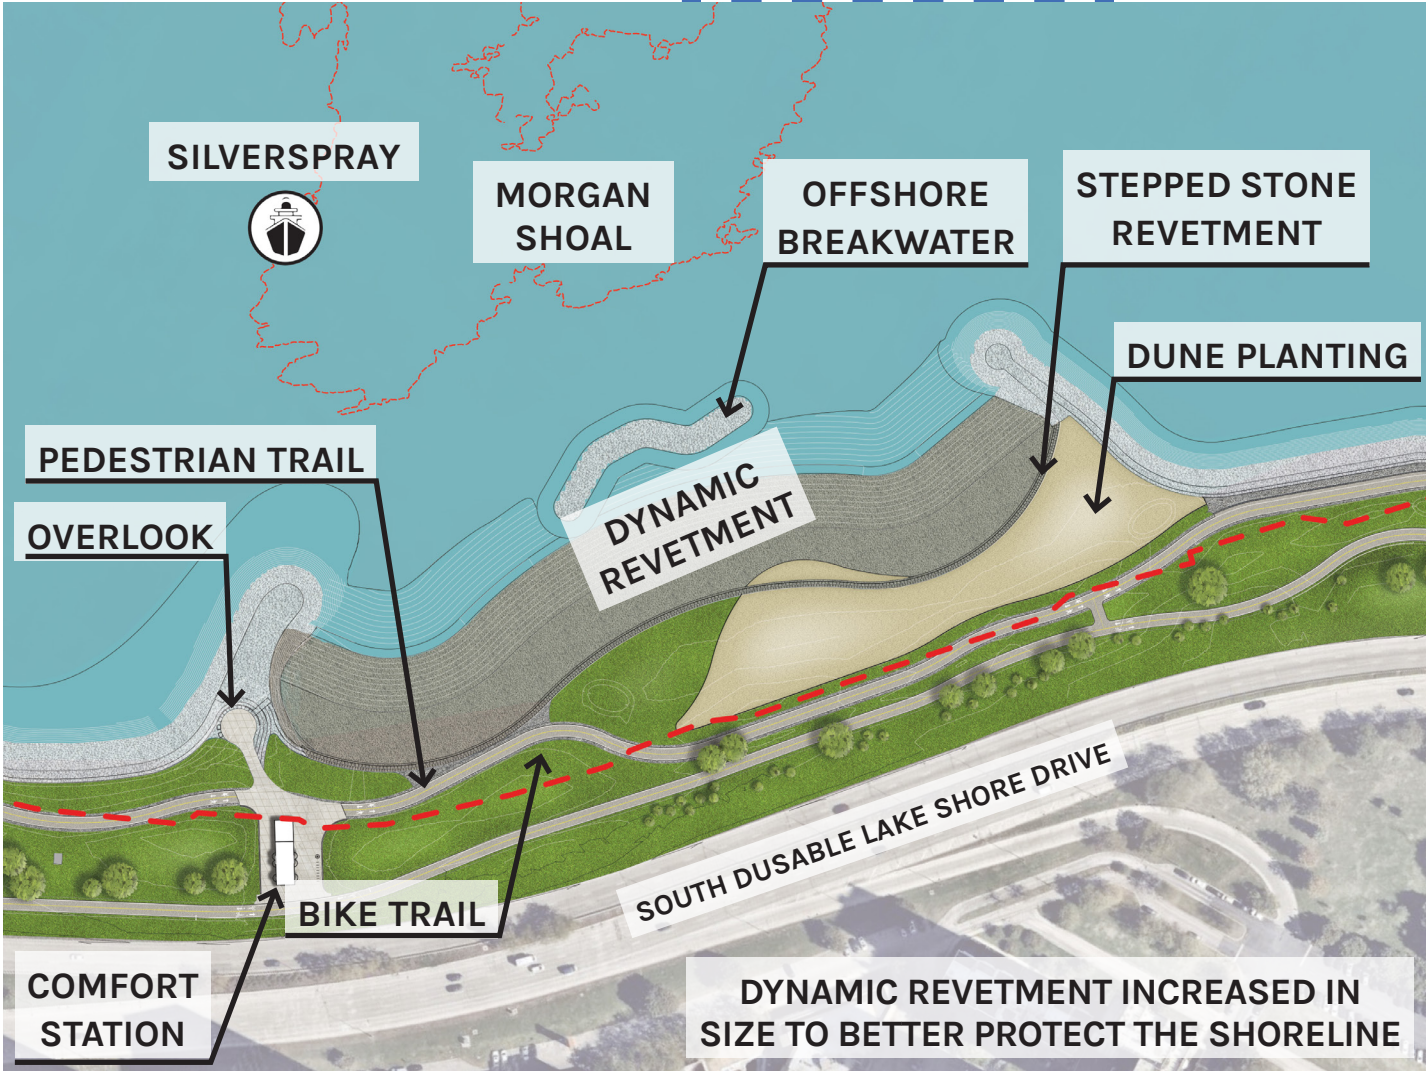 SILVERSPRAY
MORGAN
SHOAL
OFFSHORE
BREAKWATER
STEPPED STONE
REVETMENT
DUNE PLANTING
PEDESTRIAN TRAIL
OVERLOOK
DYNAMIC
REVETMENT
SOUTH DUSABLE LAKE SHORE DRIVE
BIKE TRAIL
COMFORT
STATION
DYNAMIC REVETMENT INCREASED IN
SIZE TO BETTER PROTECT THE SHORELINE